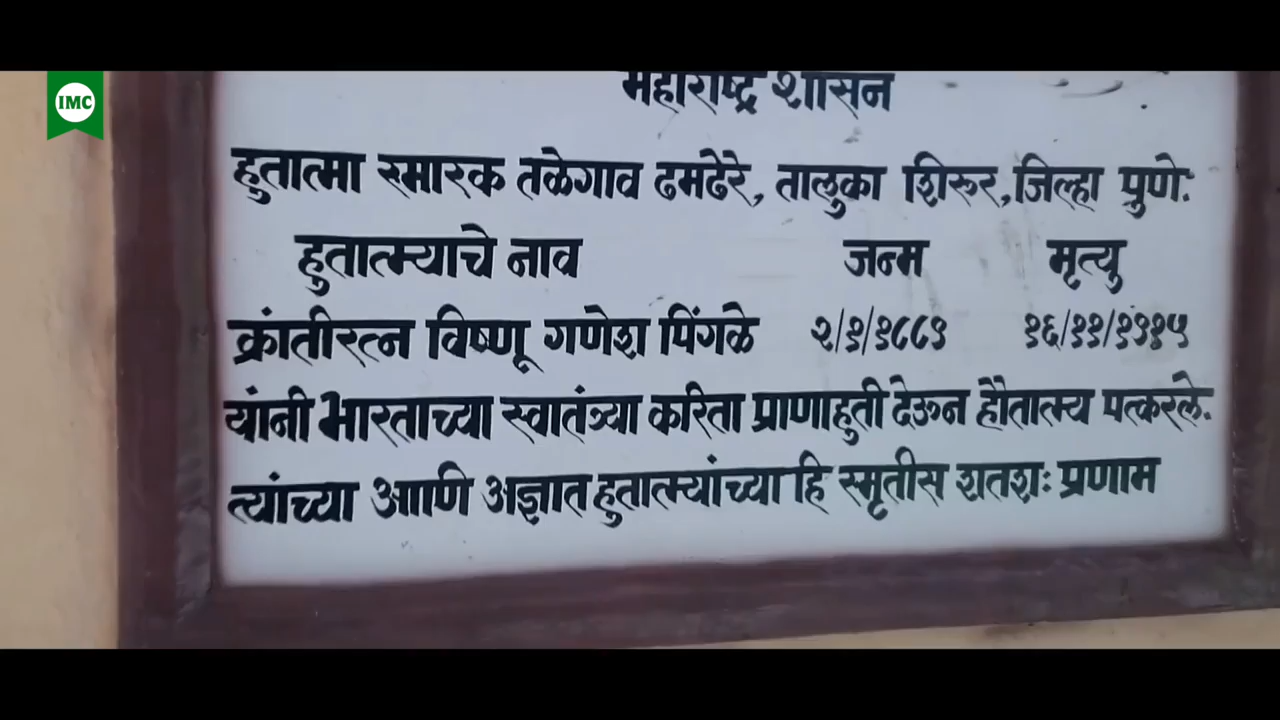 IMC
महाराष्ट्र शासन
हुतात्मा स्मारक तळेगाव ढमढेरे, तालुका शिरूर, जिल्हा पुणे.
हुतात्म्याचे नाव जन्म मृत्यु
क्रांतीरत्न विष्णू गणेश पिंगळे २/१/१८८९ १६/११/१९१५
यांनी भारताच्या स्वातंत्र्या करिता प्राणाहुती देऊन हौतात्म्य पत्करले.
त्यांच्या आणि अज्ञात हुतात्म्यांच्या हि स्मृतीस शतशः प्रणाम